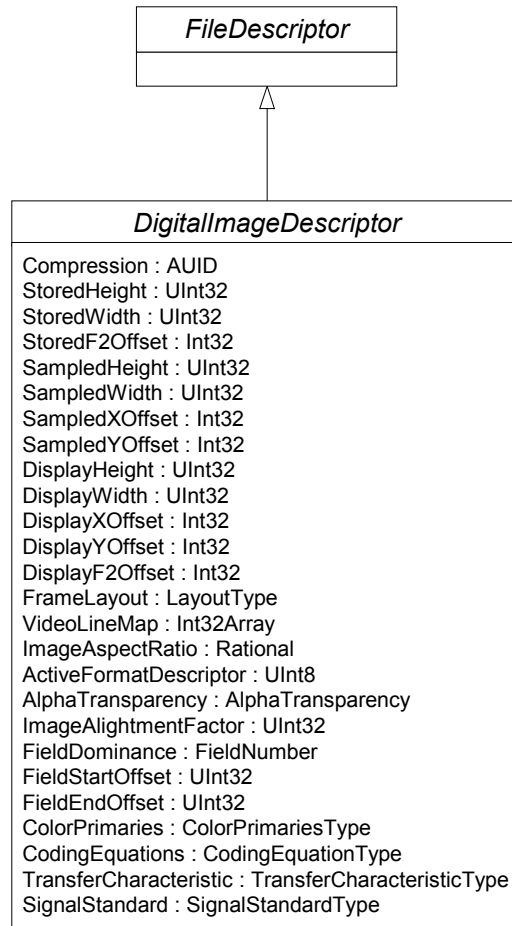 FileDescriptor
DigitalImageDescriptor
Compression : AUID
StoredHeight : UInt32
StoredWidth : UInt32
StoredF2Offset : Int32
SampledHeight : UInt32
SampledWidth : UInt32
SampledXOffset : Int32
SampledYOffset : Int32
DisplayHeight : UInt32
DisplayWidth : UInt32
DisplayXOffset : Int32
DisplayYOffset : Int32
DisplayF2Offset : Int32
FrameLayout : LayoutType
VideoLineMap : Int32Array
ImageAspectRatio : Rational
ActiveFormatDescriptor : UInt8
AlphaTransparency : AlphaTransparency
ImageAlightmentFactor : UInt32
FieldDominance : FieldNumber
FieldStartOffset : UInt32
FieldEndOffset : UInt32
ColorPrimaries : ColorPrimariesType
CodingEquations : CodingEquationType
TransferCharacteristic : TransferCharacteristicType
SignalStandard : SignalStandardType